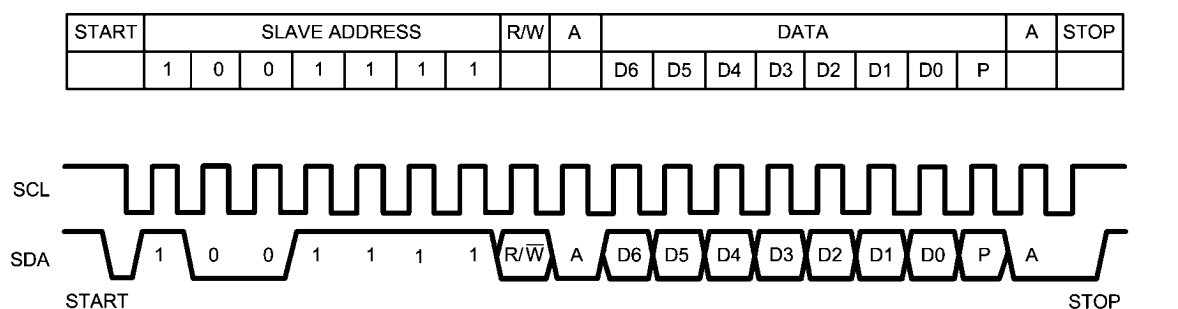 START SLAVE ADDRESS R/W A DATA A STOP
1 0 0 1 1 1 1 D6 D5 D4 D3 D2 D1 D0 P
SCL
SDA 1 0 0 1 1 1 1 R/W̅ A D6 D5 D4 D3 D2 D1 D0 P A
START STOP